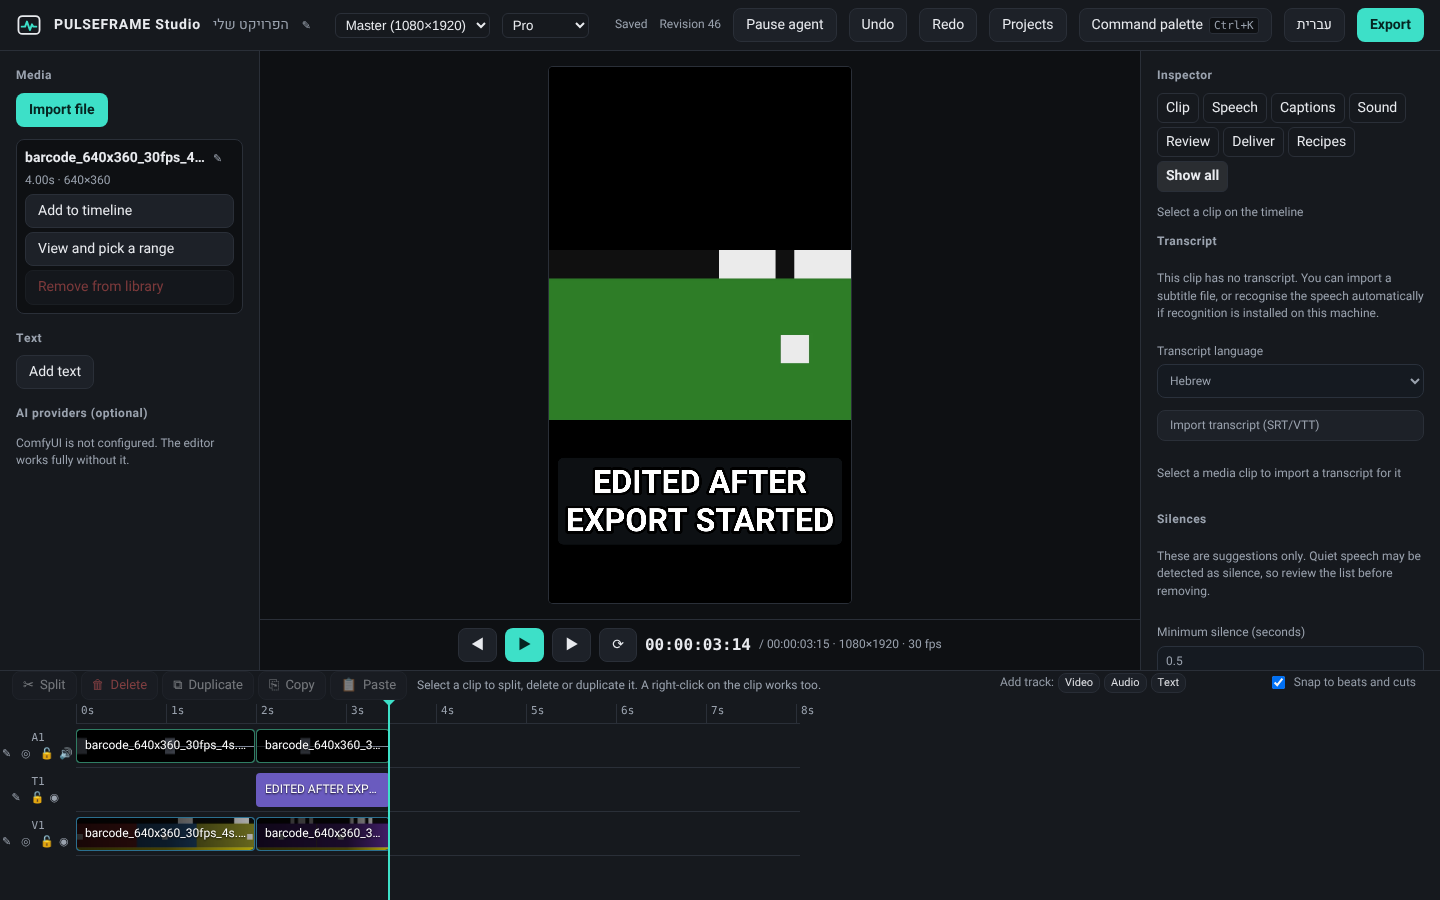 PULSEFRAME Studio הפרויקט שלי ✎ Master (1080×1920) Pro Saved Revision 46 Pause agent Undo Redo Projects Command palette Ctrl+K עברית Export
Media
Import file
barcode_640x360_30fps_4… ✎
4.00s · 640×360
Add to timeline
View and pick a range
Remove from library
Text
Add text
AI providers (optional)
ComfyUI is not configured. The editor
works fully without it.
EDITED AFTER
EXPORT STARTED
00:00:03:14 / 00:00:03:15 · 1080×1920 · 30 fps
Inspector
Clip Speech Captions Sound
Review Deliver Recipes
Show all
Select a clip on the timeline
Transcript
This clip has no transcript. You can import a
subtitle file, or recognise the speech automatically
if recognition is installed on this machine.
Transcript language
Hebrew
Import transcript (SRT/VTT)
Select a media clip to import a transcript for it
Silences
These are suggestions only. Quiet speech may be
detected as silence, so review the list before
removing.
Minimum silence (seconds)
0.5
Split Delete Duplicate Copy Paste Select a clip to split, delete or duplicate it. A right-click on the clip works too. Add track: Video Audio Text Snap to beats and cuts
0s 1s 2s 3s 4s 5s 6s 7s 8s
A1
barcode_640x360_30fps_4s.… barcode_640x360_3…
T1
EDITED AFTER EXP…
V1
barcode_640x360_30fps_4s.… barcode_640x360_3…